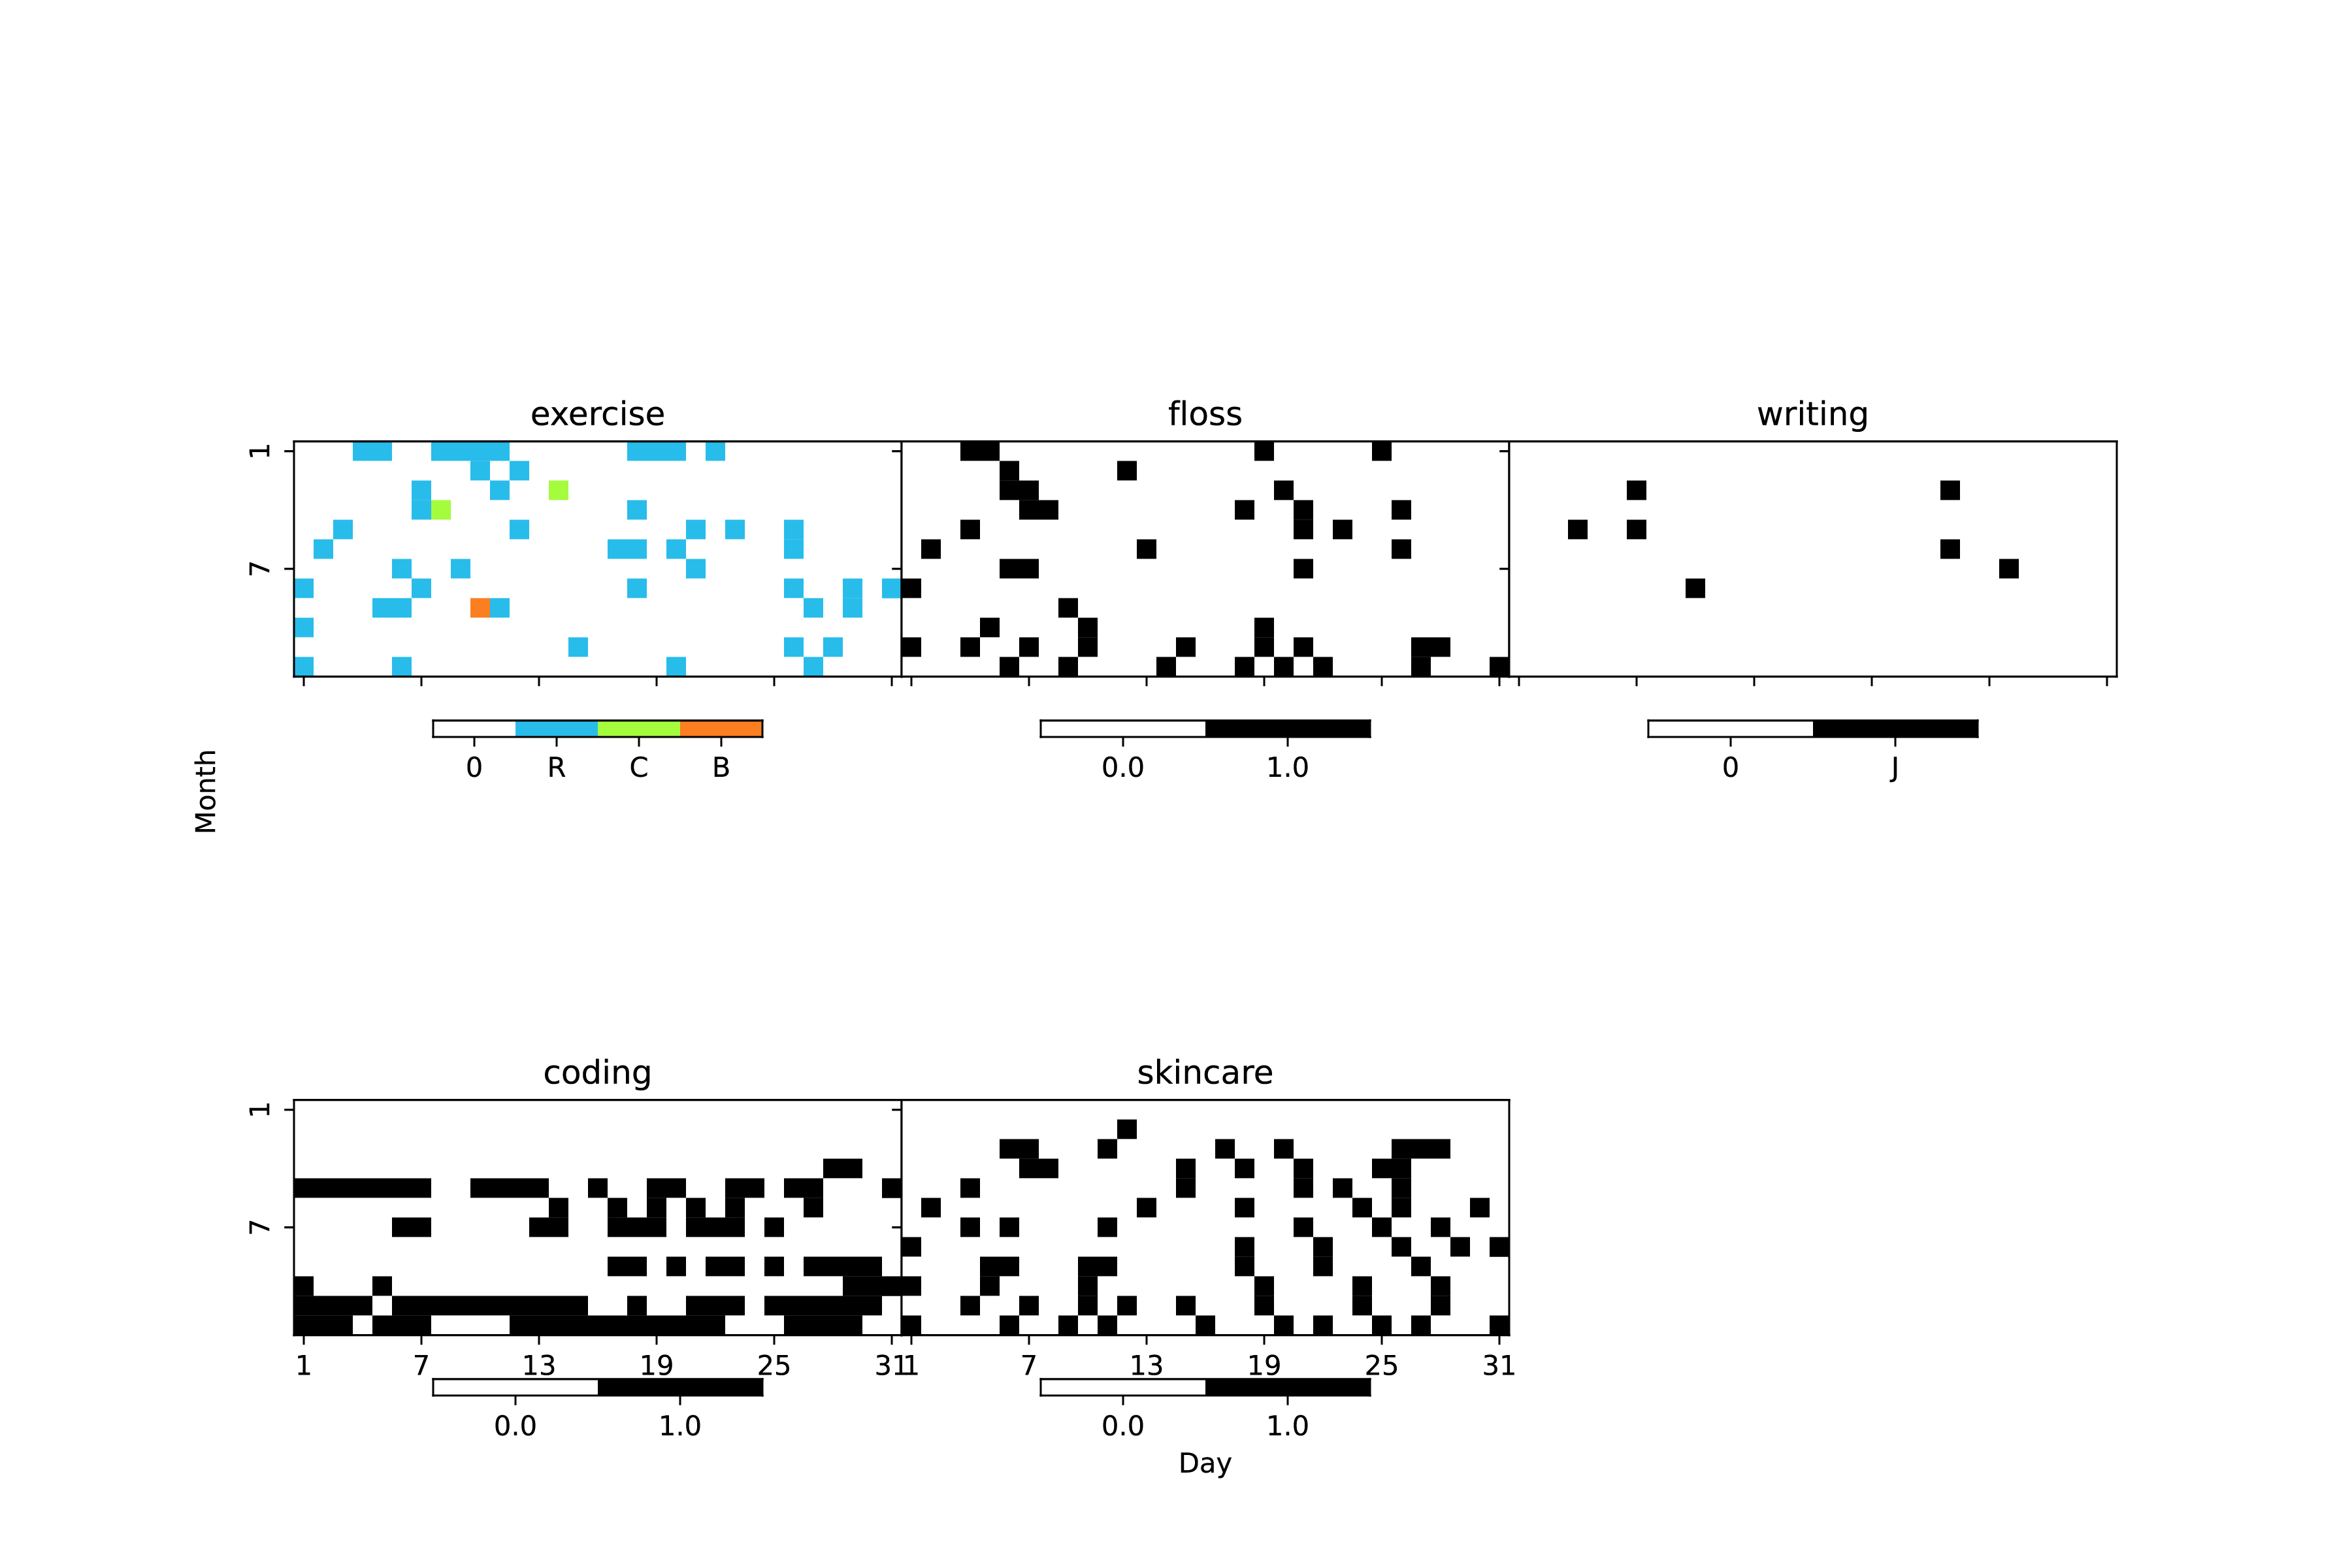 exercise floss writing
1
7
0 R C B 0.0 1.0 0 J
Month
coding skincare
1
7
1 7 13 19 25 31 1 7 13 19 25 31
0.0 1.0 0.0 1.0
Day